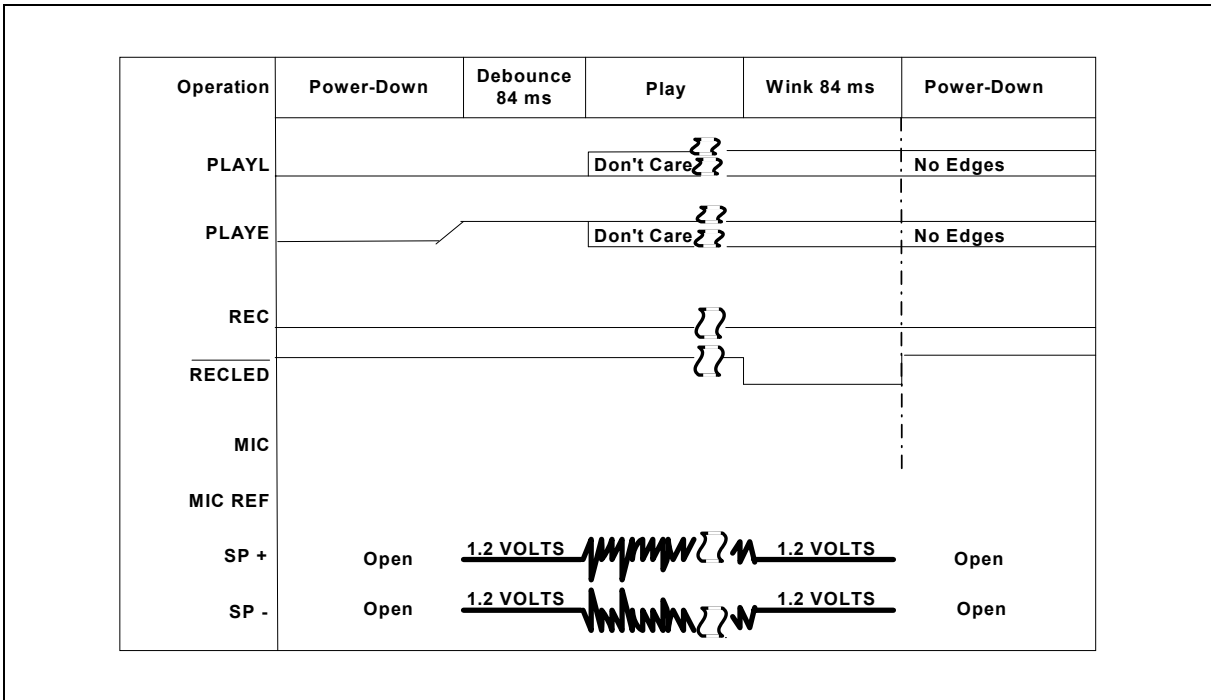 Operation Power-Down Debounce 84 ms Play Wink 84 ms Power-Down
PLAYL Don't Care No Edges
PLAYE Don't Care No Edges
REC
RECLED
MIC
MIC REF
SP + Open 1.2 VOLTS 1.2 VOLTS Open
SP - Open 1.2 VOLTS 1.2 VOLTS Open